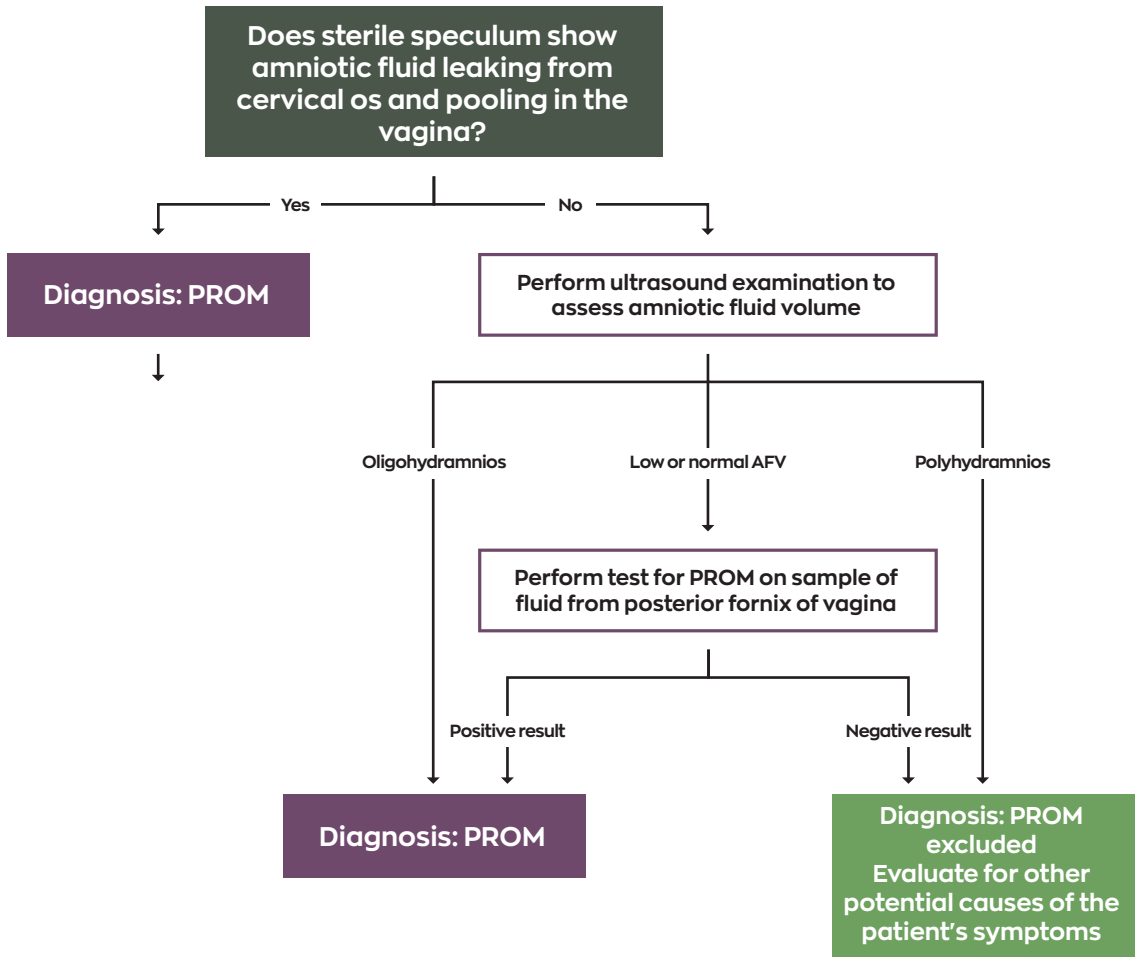 Does sterile speculum show
amniotic fluid leaking from
cervical os and pooling in the
vagina?
Yes
No
Diagnosis: PROM
Perform ultrasound examination to
assess amniotic fluid volume
Oligohydramnios
Low or normal AFV
Polyhydramnios
Perform test for PROM on sample of
fluid from posterior fornix of vagina
Positive result
Negative result
Diagnosis: PROM
Diagnosis: PROM
excluded
Evaluate for other
potential causes of the
patient’s symptoms